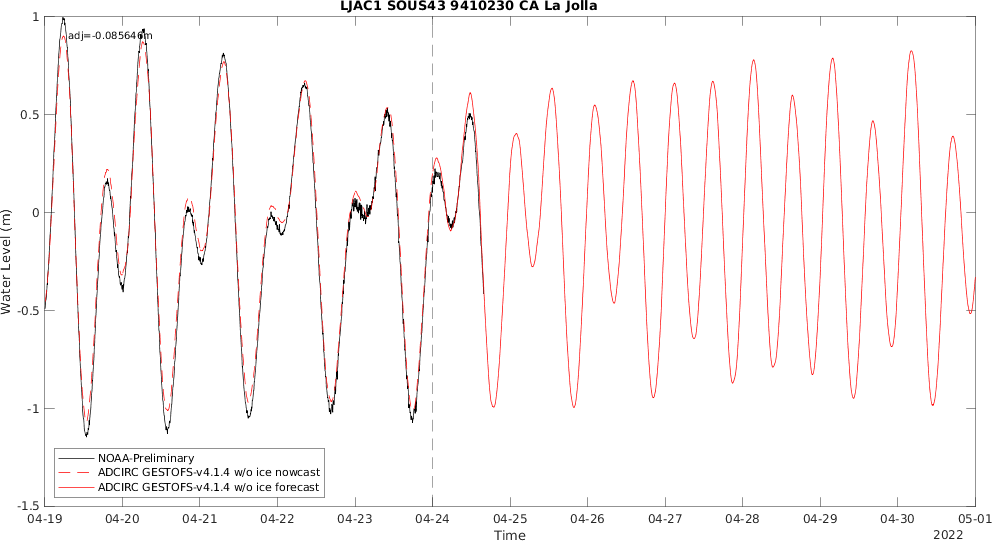 LJAC1 SOUS43 9410230 CA La Jolla
adj=-0.085646m
1
0.5
0
-0.5
-1
-1.5
Water Level (m)
NOAA-Preliminary
ADCIRC GESTOFS-v4.1.4 w/o ice nowcast
ADCIRC GESTOFS-v4.1.4 w/o ice forecast
04-19 04-20 04-21 04-22 04-23 04-24 04-25 04-26 04-27 04-28 04-29 04-30 05-01
Time
2022